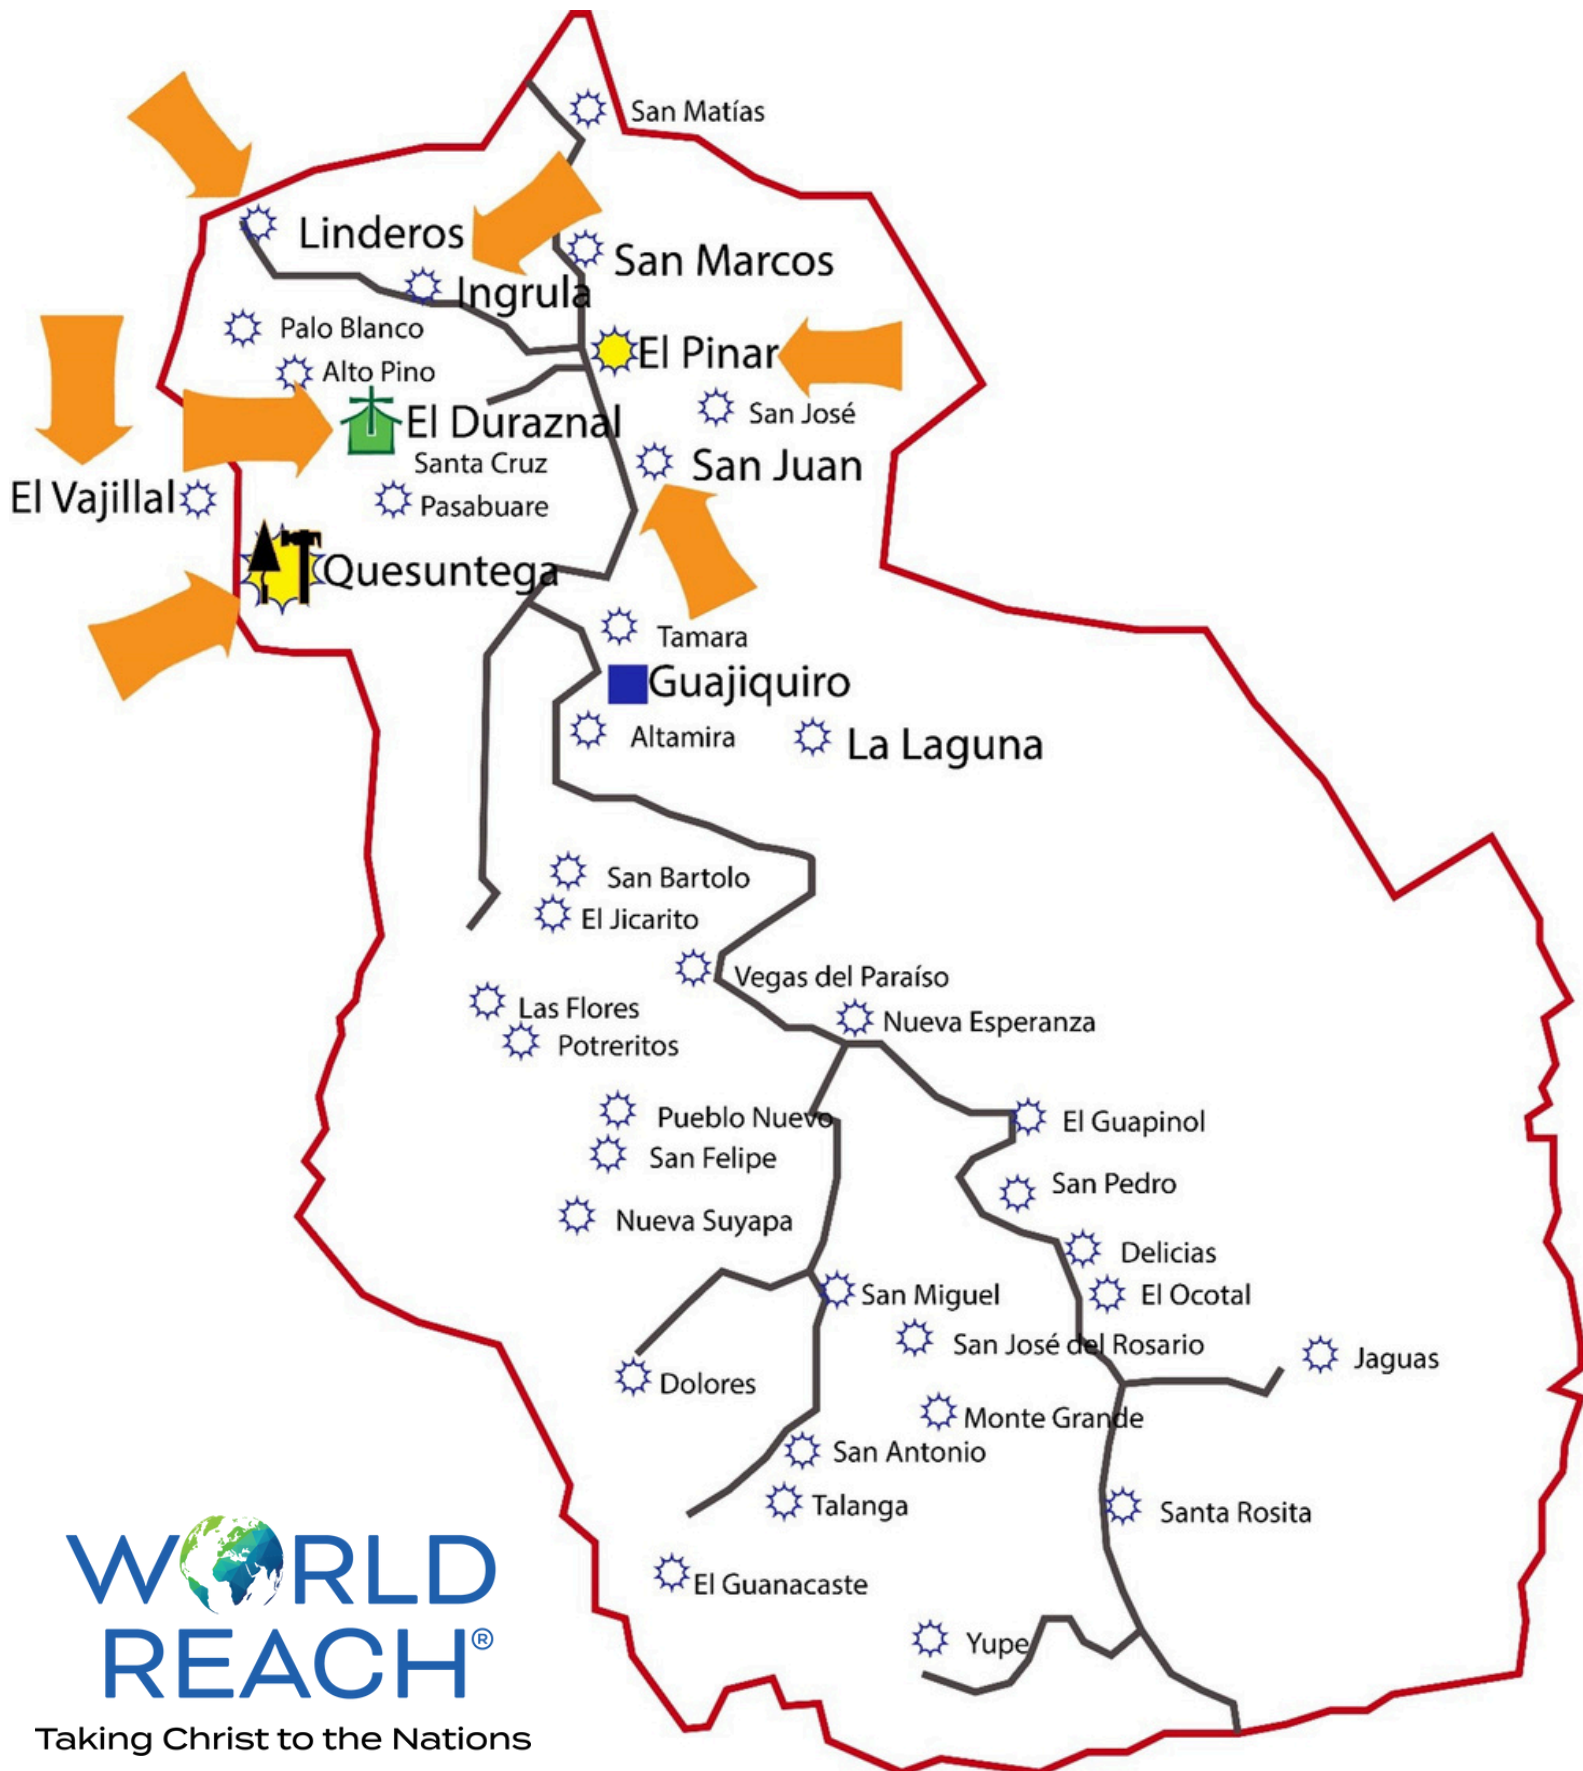 San Matías
Linderos
San Marcos
Ingrula
Palo Blanco
El Pinar
Alto Pino
El Duraznal
San José
Santa Cruz
San Juan
El Vajillal
Pasabuare
Quesuntega
Tamara
Guajiquiro
Altamira
La Laguna
San Bartolo
El Jicarito
Vegas del Paraíso
Las Flores
Nueva Esperanza
Potreritos
Pueblo Nuevo
El Guapinol
San Felipe
San Pedro
Nueva Suyapa
Delicias
San Miguel
El Ocotal
San José del Rosario
Jaguas
Dolores
Monte Grande
San Antonio
Talanga
Santa Rosita
El Guanacaste
Yupe
WORLD
REACH®
Taking Christ to the Nations